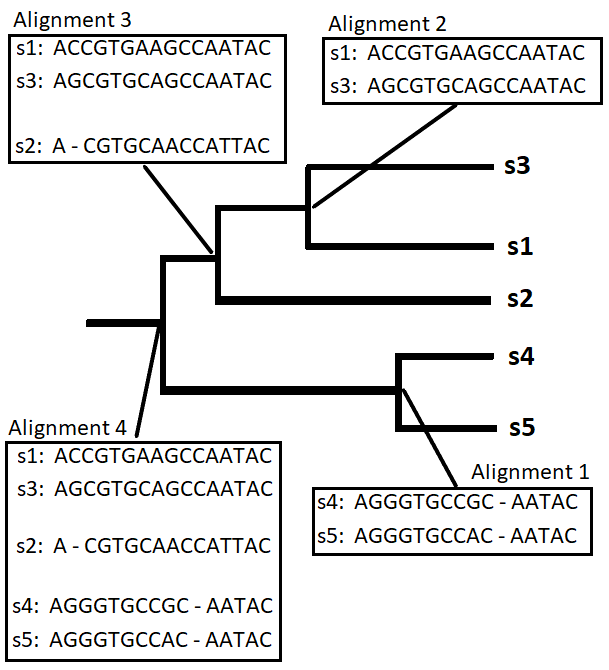 Alignment 3
s1: ACCGTGAAGCCAATAC
s3: AGCGTGCAGCCAATAC
s2: A - CGTGCAACCATTAC
Alignment 2
s1: ACCGTGAAGCCAATAC
s3: AGCGTGCAGCCAATAC
s3
s1
s2
s4
s5
Alignment 4
s1: ACCGTGAAGCCAATAC
s3: AGCGTGCAGCCAATAC
s2: A - CGTGCAACCATTAC
s4: AGGGTGCCGC - AATAC
s5: AGGGTGCCAC - AATAC
Alignment 1
s4: AGGGTGCCGC - AATAC
s5: AGGGTGCCAC - AATAC